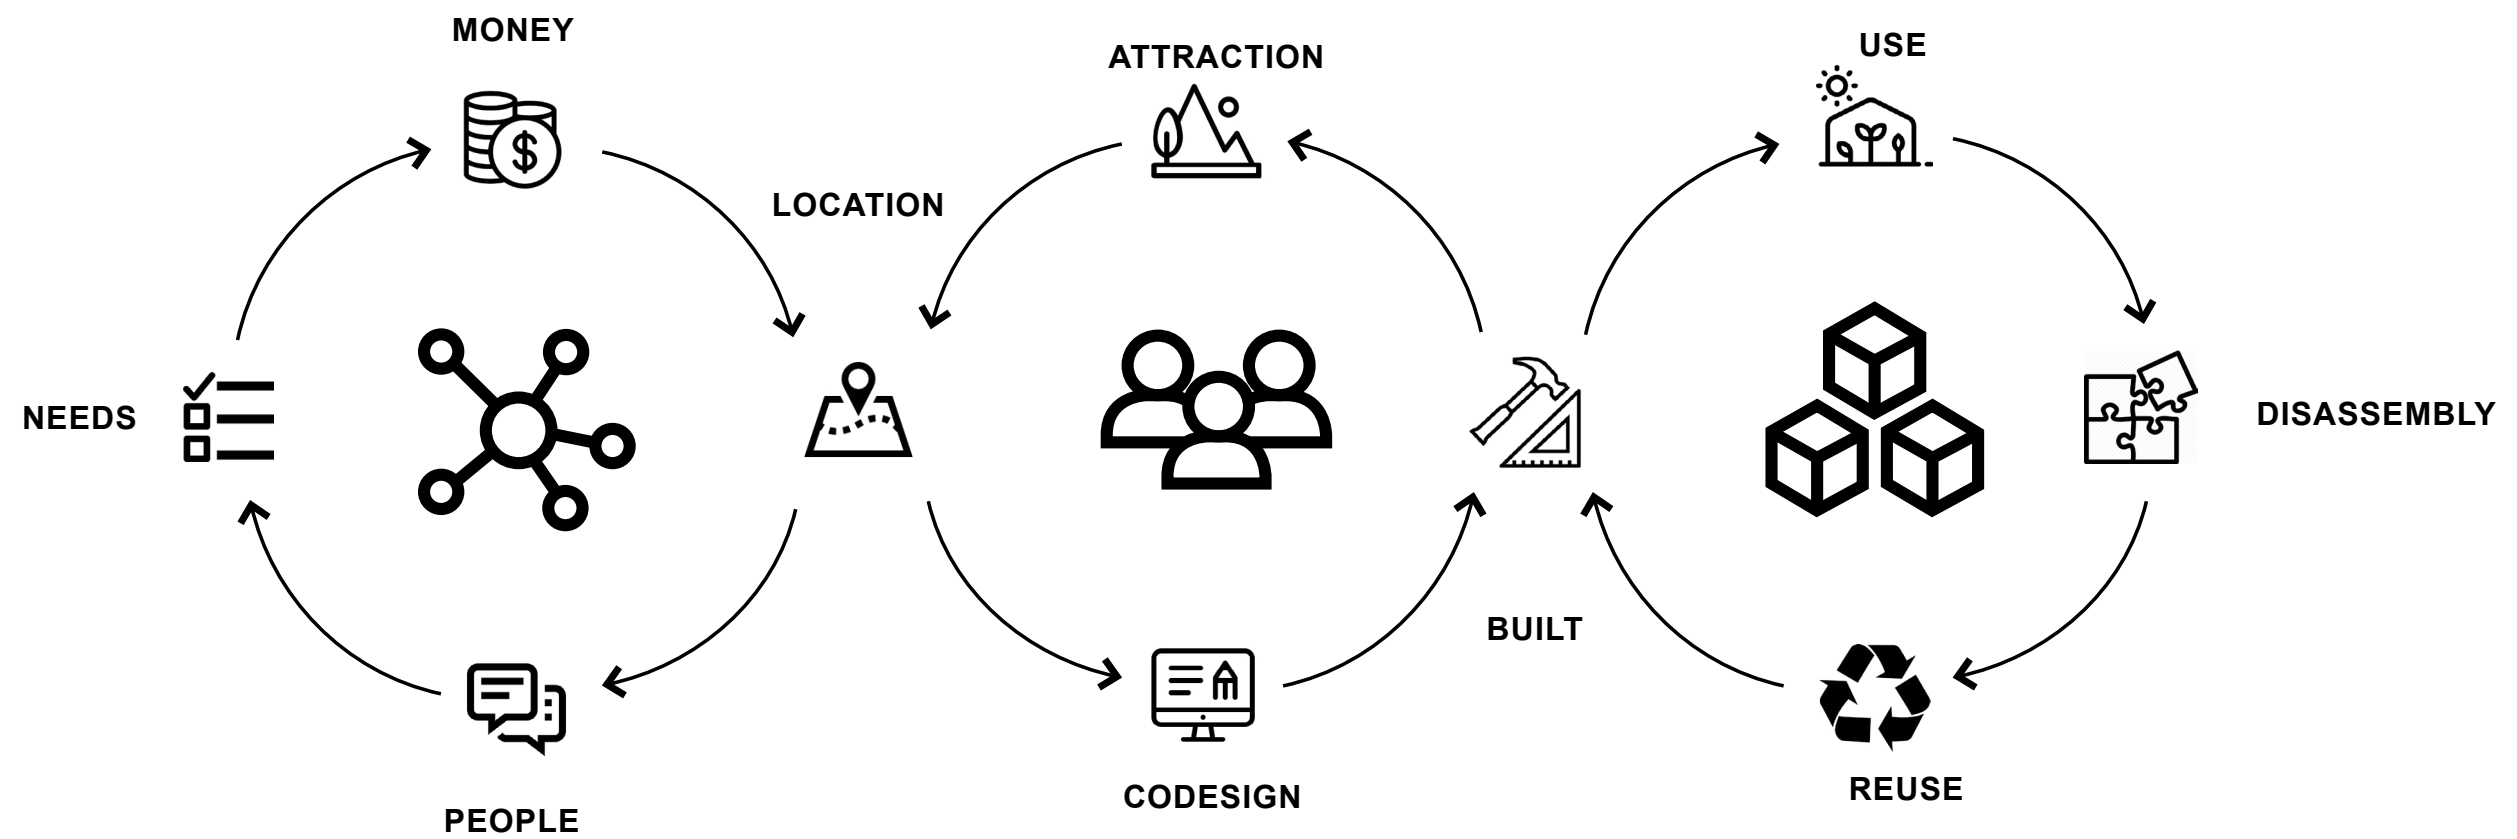 MONEY
ATTRACTION
USE
LOCATION
NEEDS
DISASSEMBLY
BUILT
CODESIGN
REUSE
PEOPLE